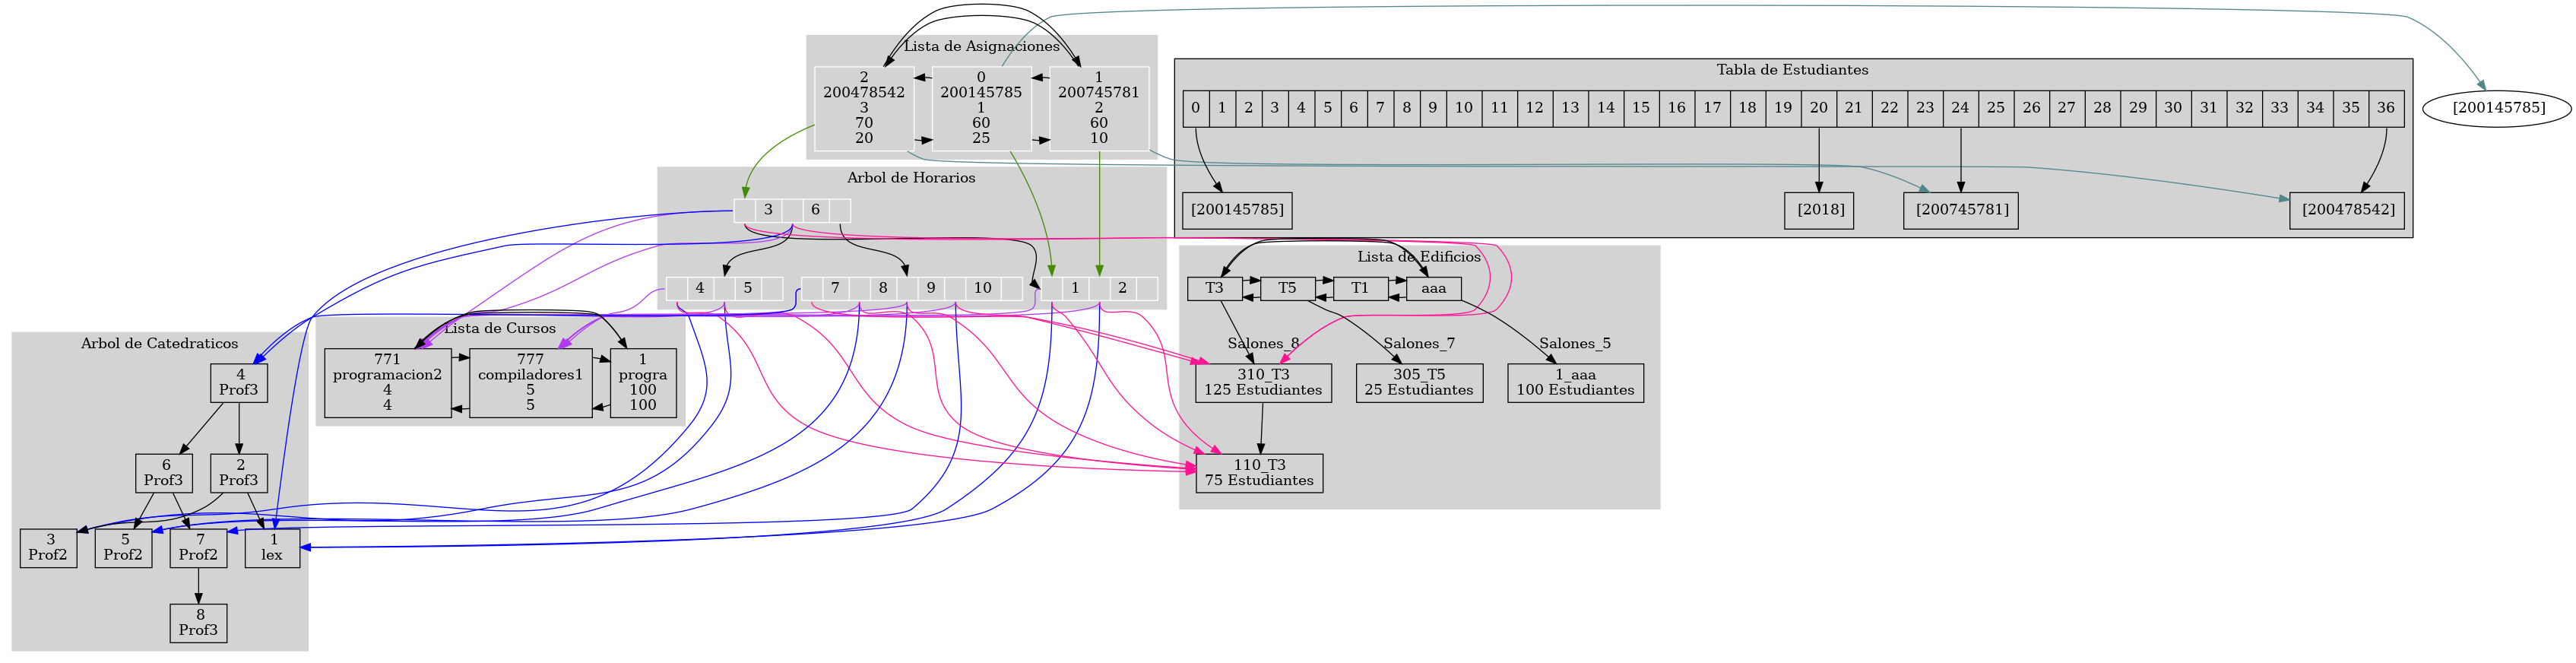 Lista de Asignaciones
2
200478542
3
70
20
0
200145785
1
60
25
1
200745781
2
60
10
Tabla de Estudiantes
0 1 2 3 4 5 6 7 8 9 10 11 12 13 14 15 16 17 18 19 20 21 22 23 24 25 26 27 28 29 30 31 32 33 34 35 36
[200145785]
[200145785]
[2018]
[200745781]
[200478542]
Arbol de Horarios
3 6
4 5
7 8 9 10
1 2
Lista de Edificios
T3
T5
T1
aaa
Salones_8
Salones_7
Salones_5
310_T3
125 Estudiantes
305_T5
25 Estudiantes
1_aaa
100 Estudiantes
110_T3
75 Estudiantes
Lista de Cursos
771
programacion2
4
4
777
compiladores1
5
5
1
progra
100
100
Arbol de Catedraticos
4
Prof3
6
Prof3
2
Prof3
3
Prof2
5
Prof2
7
Prof2
1
lex
8
Prof3